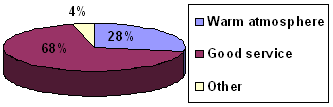 4%
28%
68%
Warm atmosphere
Good service
Other